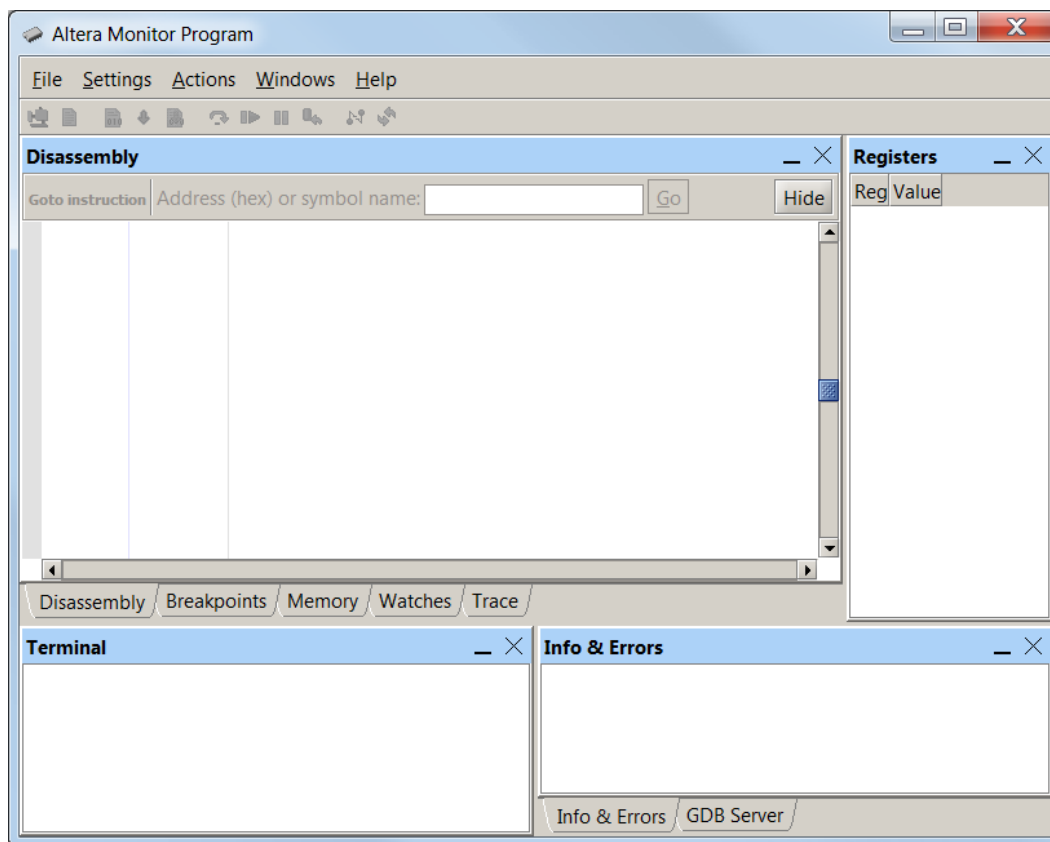 Altera Monitor Program
File Settings Actions Windows Help
Disassembly
Goto instruction Address (hex) or symbol name: Go Hide
Registers
Reg Value
Disassembly Breakpoints Memory Watches Trace
Terminal
Info & Errors
Info & Errors GDB Server